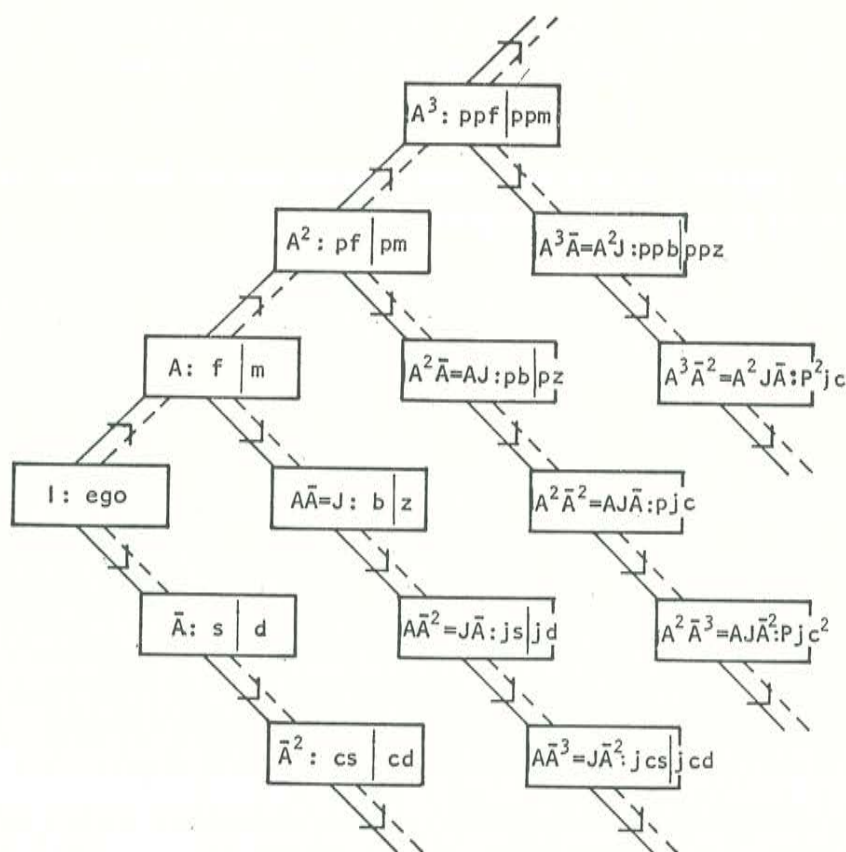 A³: ppf|ppm
A²: pf|pm
A³Ā=A²J:ppb|ppz
A: f|m
A²Ā=AJ:pb|pz
A³Ā²=A²JĀ:P²jc
I: ego
AĀ=J: b|z
A²Ā²=AJĀ:pjc
Ā: s|d
AĀ²=JĀ:js|jd
A²Ā³=AJĀ²:Pjc²
Ā²: cs|cd
AĀ³=JĀ²:jcs|jcd